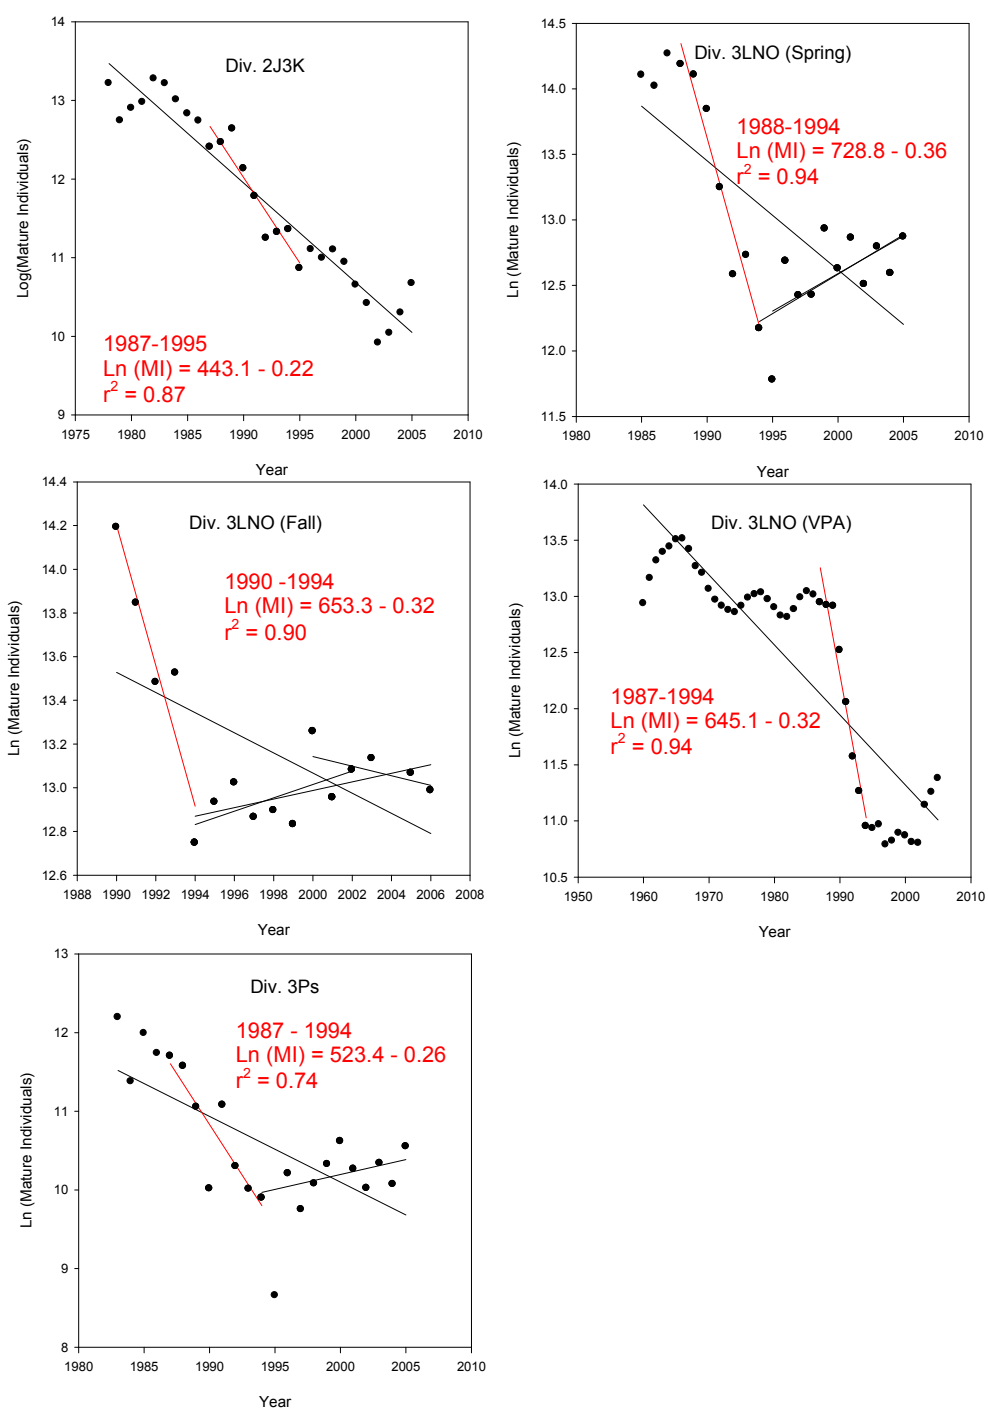 Div. 2J3K
Log(Mature Individuals)
14
13
12
11
10
9
1987-1995
Ln (MI) = 443.1 - 0.22
r² = 0.87
1975 1980 1985 1990 1995 2000 2005 2010
Year
Div. 3LNO (Spring)
Ln (Mature Individuals)
14.5
14.0
13.5
13.0
12.5
12.0
11.5
1988-1994
Ln (MI) = 728.8 - 0.36
r² = 0.94
1980 1985 1990 1995 2000 2005 2010
Year
Div. 3LNO (Fall)
Ln (Mature Individuals)
14.4
14.2
14.0
13.8
13.6
13.4
13.2
13.0
12.8
12.6
1990 -1994
Ln (MI) = 653.3 - 0.32
r² = 0.90
1988 1990 1992 1994 1996 1998 2000 2002 2004 2006 2008
Year
Div. 3LNO (VPA)
Ln (Mature Individuals)
14.0
13.5
13.0
12.5
12.0
11.5
11.0
10.5
1987-1994
Ln (MI) = 645.1 - 0.32
r² = 0.94
1950 1960 1970 1980 1990 2000 2010
Year
Div. 3Ps
Ln (Mature Individuals)
13
12
11
10
9
8
1987 - 1994
Ln (MI) = 523.4 - 0.26
r² = 0.74
1980 1985 1990 1995 2000 2005 2010
Year